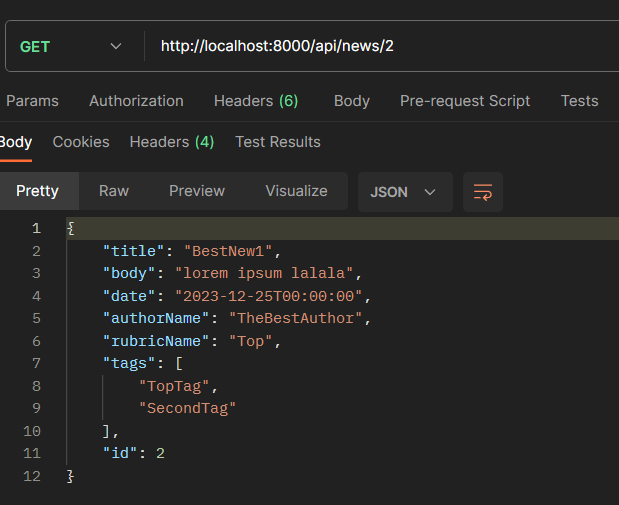 GET http://localhost:8000/api/news/2
Params Authorization Headers (6) Body Pre-request Script Tests
Body Cookies Headers (4) Test Results
Pretty Raw Preview Visualize JSON
1 {
2 "title": "BestNew1",
3 "body": "lorem ipsum lalala",
4 "date": "2023-12-25T00:00:00",
5 "authorName": "TheBestAuthor",
6 "rubricName": "Top",
7 "tags": [
8 "TopTag",
9 "SecondTag"
10 ],
11 "id": 2
12 }